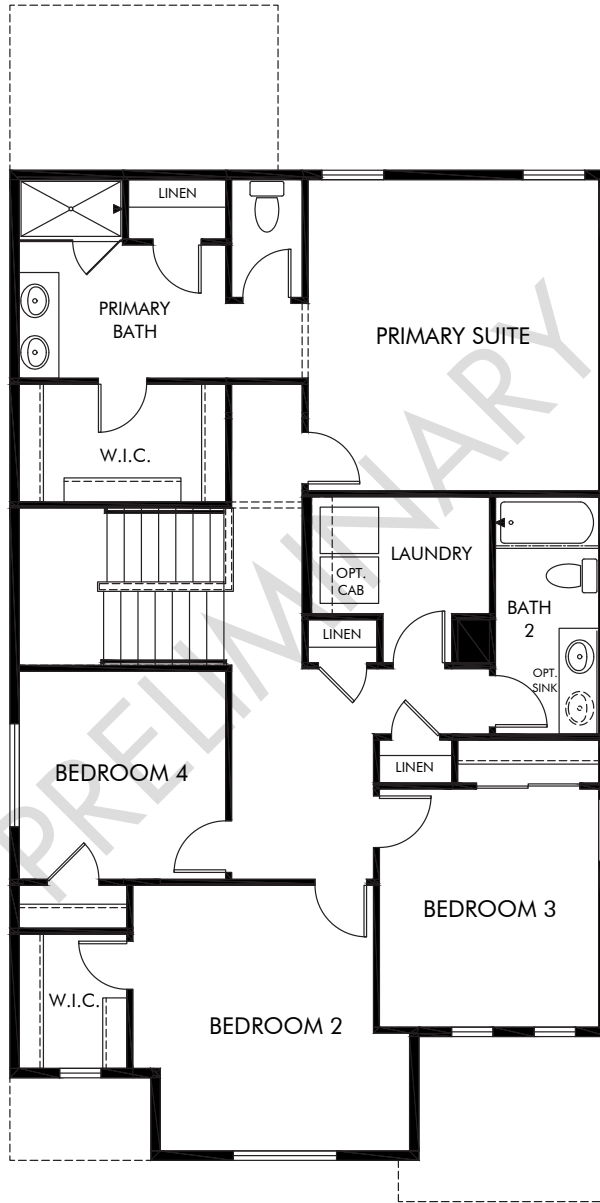 LINEN
PRIMARY
BATH
PRIMARY SUITE
W.I.C.
LAUNDRY
OPT.
CAB
BATH
2
LINEN
OPT.
SINK
BEDROOM 4
LINEN
BEDROOM 3
W.I.C.
BEDROOM 2
PRELIMINARY